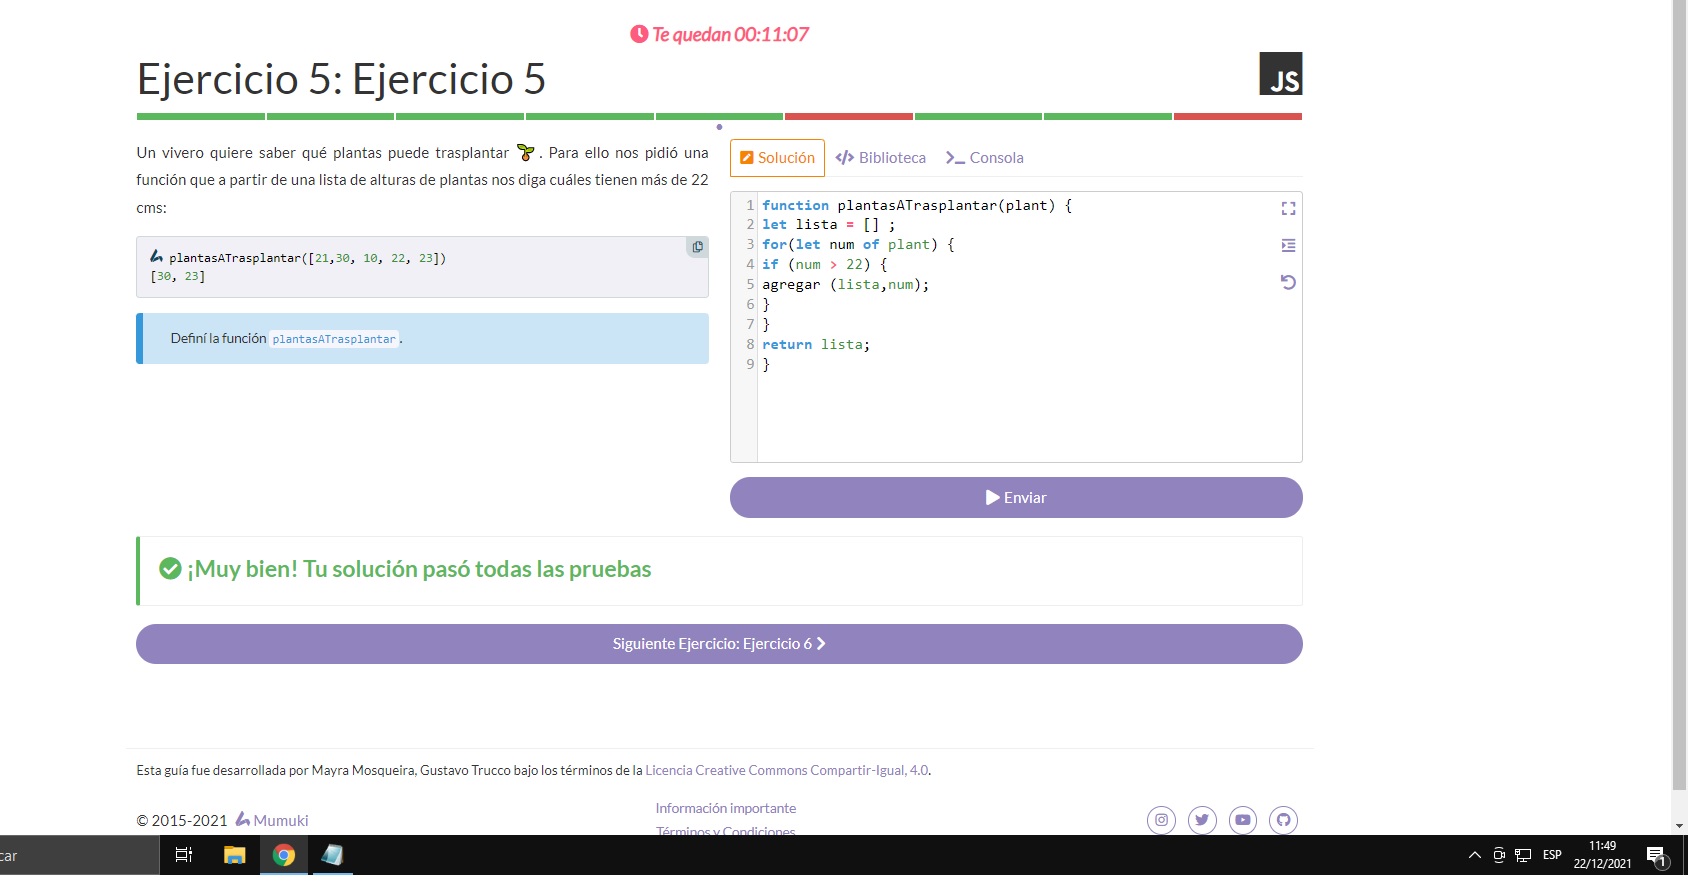 Te quedan 00:11:07
Ejercicio 5: Ejercicio 5
JS
Un vivero quiere saber qué plantas puede trasplantar . Para ello nos pidió una
función que a partir de una lista de alturas de plantas nos diga cuáles tienen más de 22
cms:
plantasATrasplantar([21,30, 10, 22, 23])
[30, 23]
Definí la función plantasATrasplantar.
Solución
Biblioteca
Consola
1 function plantasATrasplantar(plant) {
2 let lista = [] ;
3 for(let num of plant) {
4 if (num > 22) {
5 agregar (lista,num);
6 }
7 }
8 return lista;
9 }
Enviar
¡Muy bien! Tu solución pasó todas las pruebas
Siguiente Ejercicio: Ejercicio 6
Esta guía fue desarrollada por Mayra Mosqueira, Gustavo Trucco bajo los términos de la Licencia Creative Commons Compartir-Igual, 4.0.
© 2015-2021 Mumuki
Información importante
Términos y Condiciones
car
ESP
11:49
22/12/2021
1